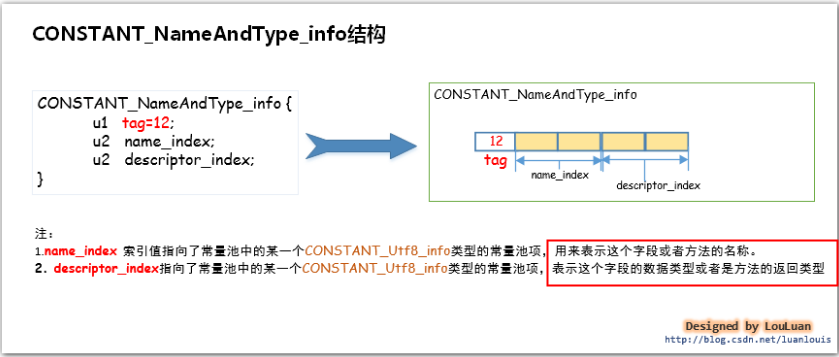 CONSTANT_NameAndType_info结构
CONSTANT_NameAndType_info {
u1 tag=12;
u2 name_index;
u2 descriptor_index;
}
CONSTANT_NameAndType_info
12
tag
name_index
descriptor_index
注:
1.name_index 索引值指向了常量池中的某一个CONSTANT_Utf8_info类型的常量池项，用来表示这个字段或者方法的名称。
2. descriptor_index指向了常量池中的某一个CONSTANT_Utf8_info类型的常量池项，表示这个字段的数据类型或者是方法的返回类型
Designed by LouLuan
http://blog.csdn.net/luanlouis